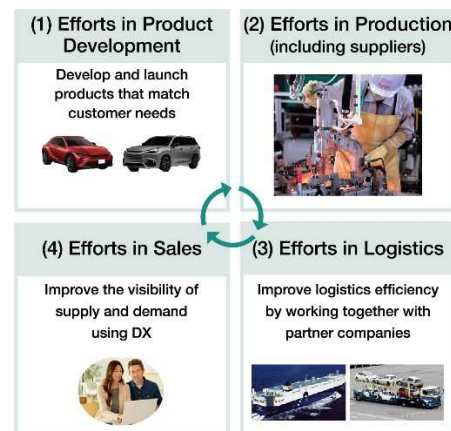 (1) Efforts in Product
Development
Develop and launch
products that match
customer needs
(2) Efforts in Production
(including suppliers)
(4) Efforts in Sales
Improve the visibility of
supply and demand
using DX
(3) Efforts in Logistics
Improve logistics efficiency
by working together with
partner companies